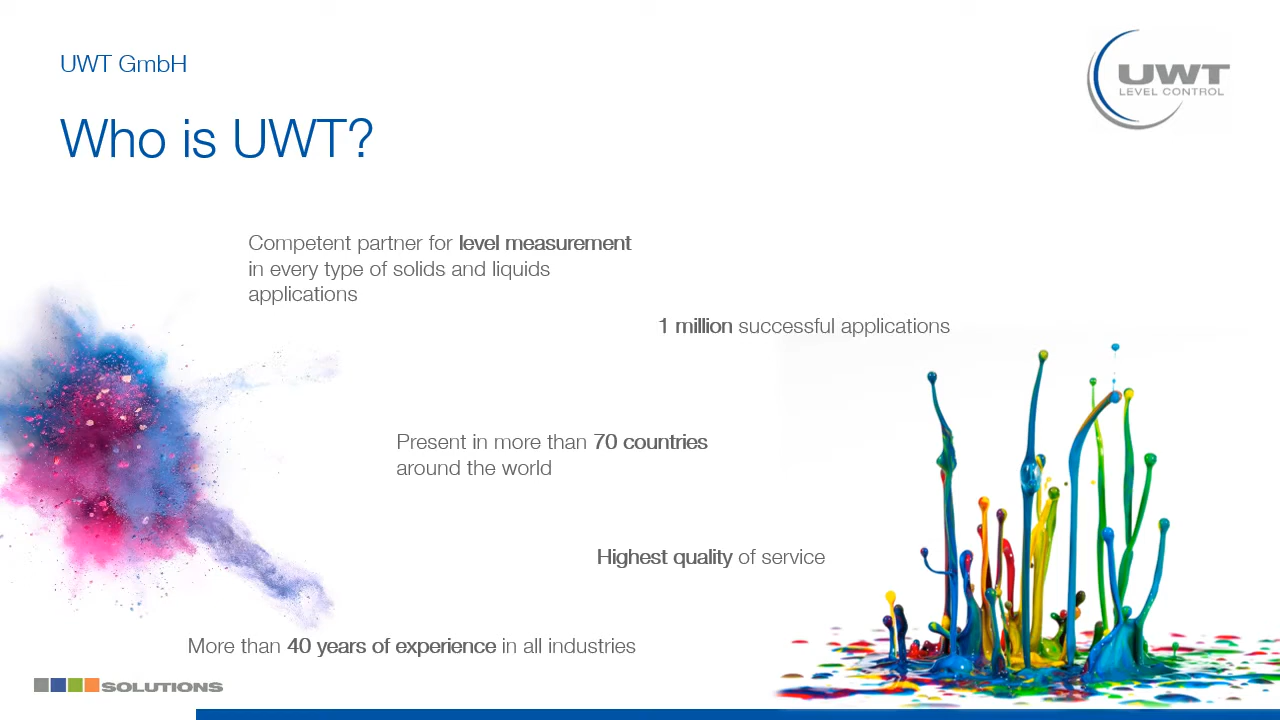 UWT GmbH
UWT
LEVEL CONTROL
Who is UWT?
Competent partner for level measurement
in every type of solids and liquids
applications
1 million successful applications
Present in more than 70 countries
around the world
Highest quality of service
More than 40 years of experience in all industries
SOLUTIONS